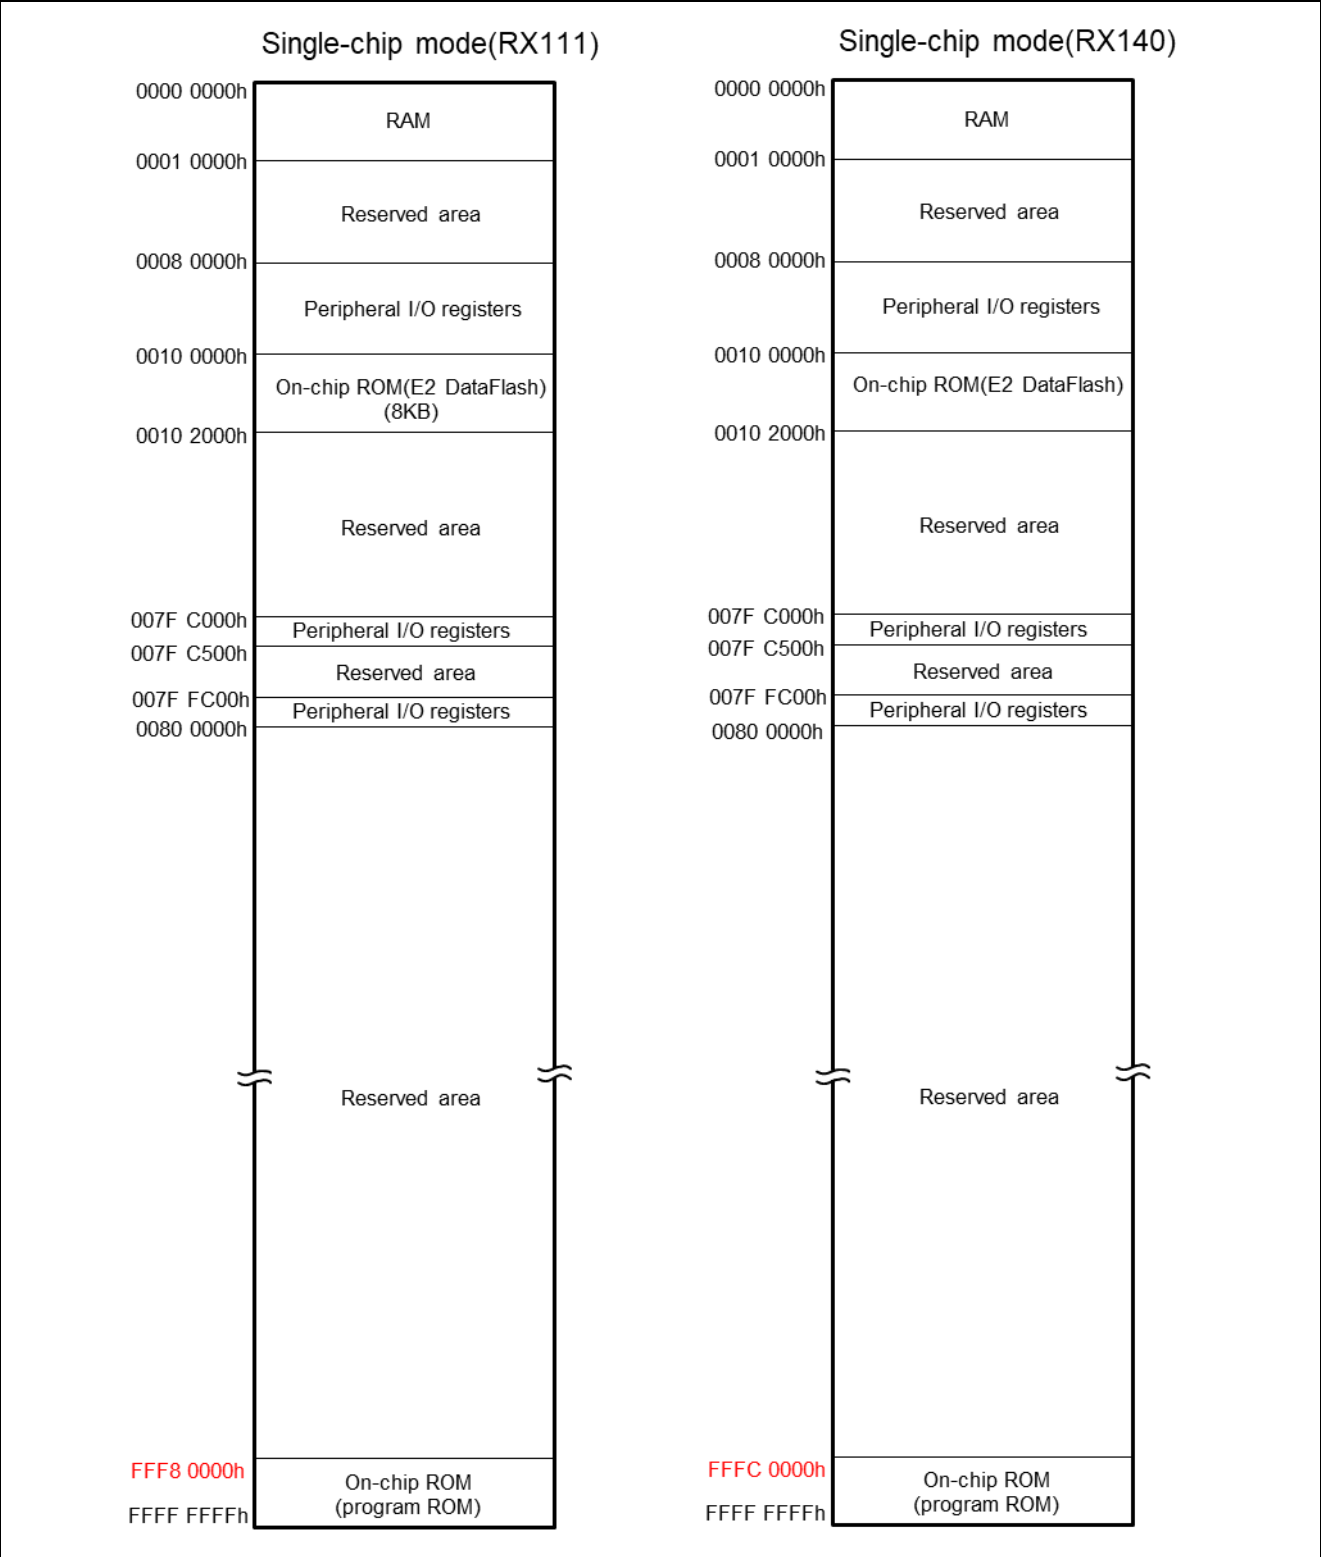 Single-chip mode(RX111)
0000 0000h
RAM
0001 0000h
Reserved area
0008 0000h
Peripheral I/O registers
0010 0000h
On-chip ROM(E2 DataFlash)
(8KB)
0010 2000h
Reserved area
007F C000h
Peripheral I/O registers
007F C500h
Reserved area
007F FC00h
Peripheral I/O registers
0080 0000h
Reserved area
FFF8 0000h
On-chip ROM
(program ROM)
FFFF FFFFh
Single-chip mode(RX140)
0000 0000h
RAM
0001 0000h
Reserved area
0008 0000h
Peripheral I/O registers
0010 0000h
On-chip ROM(E2 DataFlash)
0010 2000h
Reserved area
007F C000h
Peripheral I/O registers
007F C500h
Reserved area
007F FC00h
Peripheral I/O registers
0080 0000h
Reserved area
FFFC 0000h
On-chip ROM
(program ROM)
FFFF FFFFh